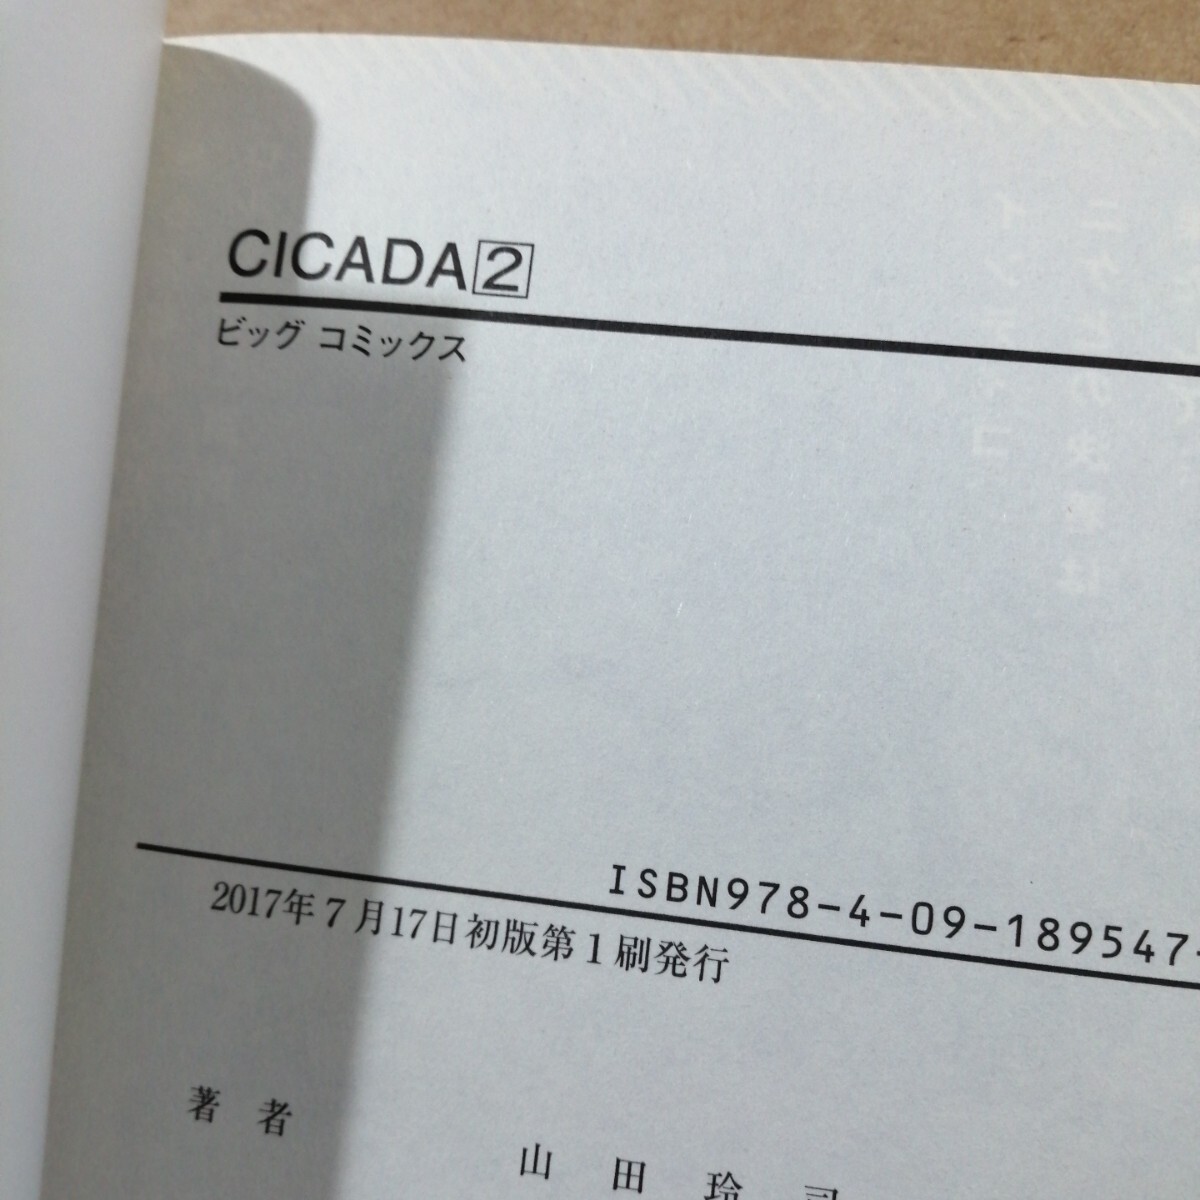 CICADA2
ビッグ コミックス
ISBN978-4-09-189547-
2017年7月17日初版第1刷発行
著 者
山 田 玲 司